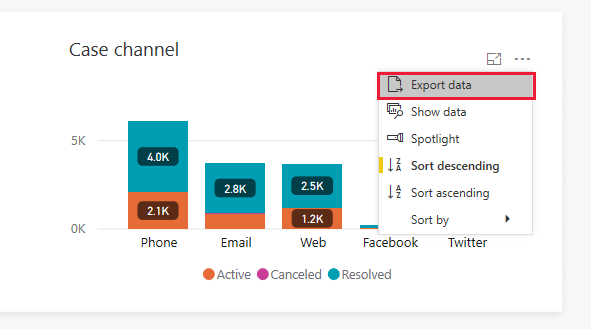 Case channel
Export data
Show data
Spotlight
Sort descending
Sort ascending
Sort by
5K
0K
4.0K
2.1K
2.8K
2.5K
1.2K
Phone
Email
Web
Facebook
Twitter
Active
Canceled
Resolved